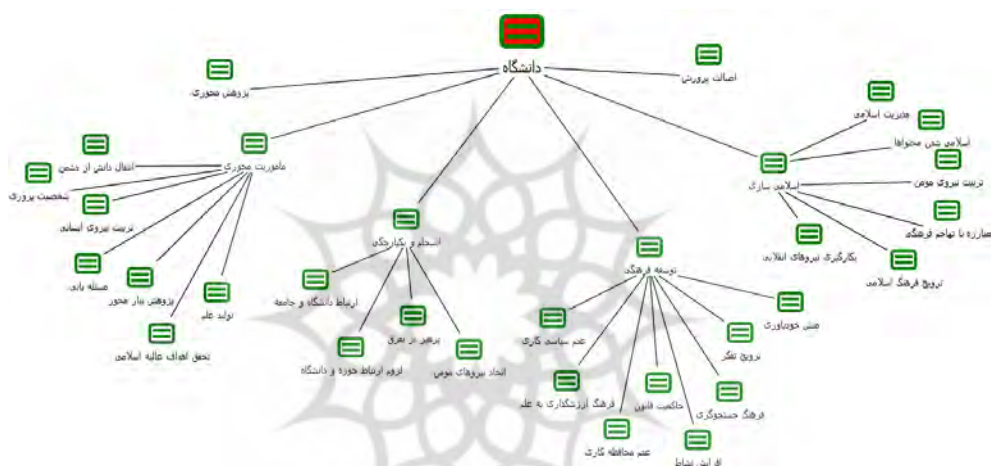 دانشگاه
اصالت پرورش
پژوهش محوری
ماموریت محوری
انتقال دانش از دشمن
شخصیت پروری
تربیت نیروی انسانی
مسئله یابی
پژوهش نیاز محور
تولید علم
تحقق اهداف عالیه اسلامی
انسجام و یکپارچگی
ارتباط دانشگاه و جامعه
لزوم ارتباط حوزه و دانشگاه
پرهیز از تفرق
اتحاد نیروهای مومن
توسعه فرهنگی
عدم سیاسی کاری
فرهنگ ارزشگذاری به علم
عدم محافظه کاری
حاکمیت قانون
افزایش نشاط
فرهنگ جستجوگری
ترویج تفکر
خودباوری
اسلامی سازی
مدیریت اسلامی
اسلامی شدن محتواها
تربیت نیروی مومن
مبارزه با تهاجم فرهنگی
ترویج فرهنگ اسلامی
بکارگیری نیروهای انقلابی